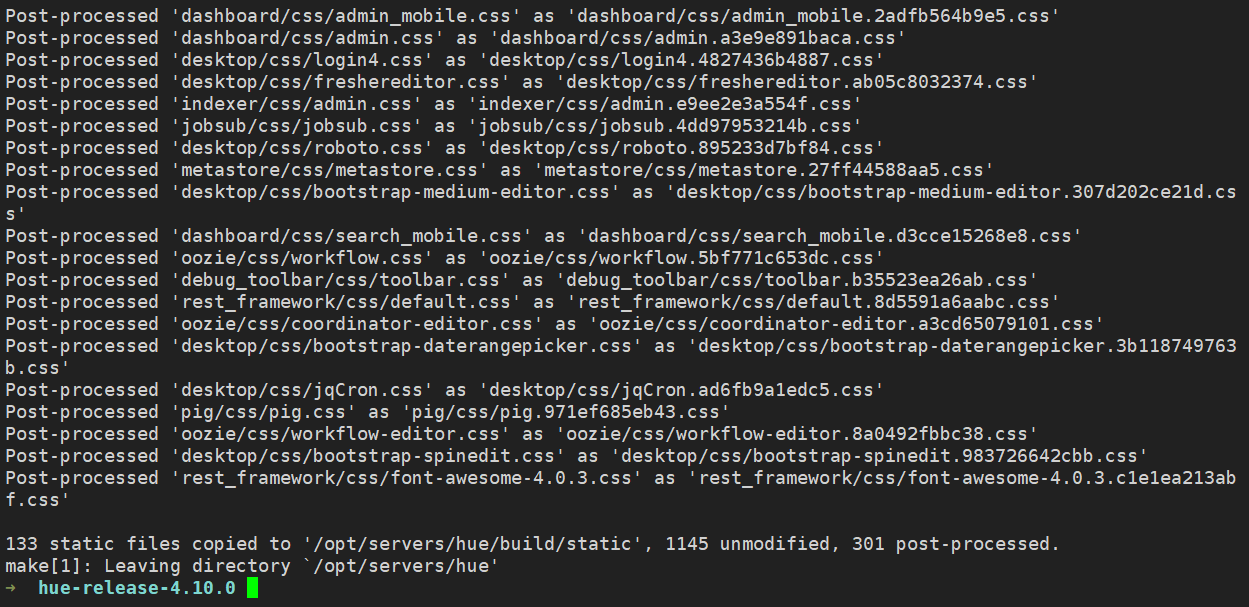 Post-processed 'dashboard/css/admin_mobile.css' as 'dashboard/css/admin_mobile.2adfb564b9e5.css'
Post-processed 'dashboard/css/admin.css' as 'dashboard/css/admin.a3e9e891baca.css'
Post-processed 'desktop/css/login4.css' as 'desktop/css/login4.4827436b4887.css'
Post-processed 'desktop/css/freshereditor.css' as 'desktop/css/freshereditor.ab05c8032374.css'
Post-processed 'indexer/css/admin.css' as 'indexer/css/admin.e9ee2e3a554f.css'
Post-processed 'jobsub/css/jobsub.css' as 'jobsub/css/jobsub.4dd97953214b.css'
Post-processed 'desktop/css/roboto.css' as 'desktop/css/roboto.895233d7bf84.css'
Post-processed 'metastore/css/metastore.css' as 'metastore/css/metastore.27ff44588aa5.css'
Post-processed 'desktop/css/bootstrap-medium-editor.css' as 'desktop/css/bootstrap-medium-editor.307d202ce21d.cs
s'
Post-processed 'dashboard/css/search_mobile.css' as 'dashboard/css/search_mobile.d3cce15268e8.css'
Post-processed 'oozie/css/workflow.css' as 'oozie/css/workflow.5bf771c653dc.css'
Post-processed 'debug_toolbar/css/toolbar.css' as 'debug_toolbar/css/toolbar.b35523ea26ab.css'
Post-processed 'rest_framework/css/default.css' as 'rest_framework/css/default.8d5591a6aabc.css'
Post-processed 'oozie/css/coordinator-editor.css' as 'oozie/css/coordinator-editor.a3cd65079101.css'
Post-processed 'desktop/css/bootstrap-daterangepicker.css' as 'desktop/css/bootstrap-daterangepicker.3b118749763
b.css'
Post-processed 'desktop/css/jqCron.css' as 'desktop/css/jqCron.ad6fb9a1edc5.css'
Post-processed 'pig/css/pig.css' as 'pig/css/pig.971ef685eb43.css'
Post-processed 'oozie/css/workflow-editor.css' as 'oozie/css/workflow-editor.8a0492fbbc38.css'
Post-processed 'desktop/css/bootstrap-spinedit.css' as 'desktop/css/bootstrap-spinedit.983726642cbb.css'
Post-processed 'rest_framework/css/font-awesome-4.0.3.css' as 'rest_framework/css/font-awesome-4.0.3.c1e1ea213ab
f.css'
133 static files copied to '/opt/servers/hue/build/static', 1145 unmodified, 301 post-processed.
make[1]: Leaving directory `/opt/servers/hue'
→ hue-release-4.10.0